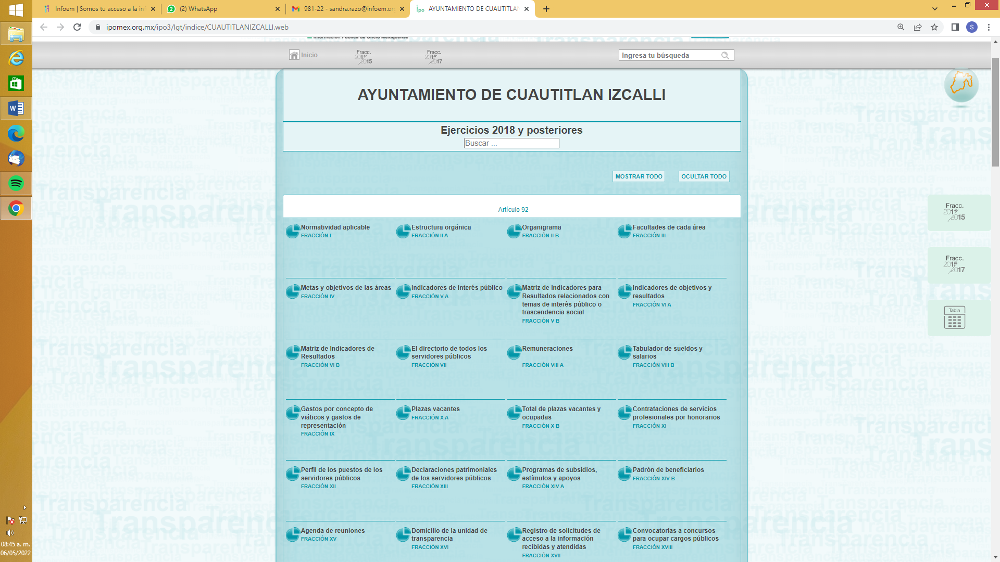 Infoem | Somos tu acceso a la inf
(2) WhatsApp
981-22 - sandra.razo@infoem.or
AYUNTAMIENTO DE CUAUTITLAN
ipomex.org.mx/ipo3/lgt/indice/CUAUTITLANIZCALLI.web
S
Información Pública de Oficio Mexiquense
Inicio
Fracc.
2011
2015
Fracc.
2015
2017
Ingresa tu búsqueda
AYUNTAMIENTO DE CUAUTITLAN IZCALLI
Ejercicios 2018 y posteriores
Buscar ...
MOSTRAR TODO
OCULTAR TODO
Artículo 92
Normatividad aplicable
FRACCIÓN I
Estructura orgánica
FRACCIÓN II A
Organigrama
FRACCIÓN II B
Facultades de cada área
FRACCIÓN III
Metas y objetivos de las áreas
FRACCIÓN IV
Indicadores de interés público
FRACCIÓN V A
Matriz de Indicadores para
Resultados relacionados con
temas de interés público o
trascendencia social
FRACCIÓN V B
Indicadores de objetivos y
resultados
FRACCIÓN VI A
Matriz de Indicadores de
Resultados
FRACCIÓN VI B
El directorio de todos los
servidores públicos
FRACCIÓN VII
Remuneraciones
FRACCIÓN VIII A
Tabulador de sueldos y
salarios
FRACCIÓN VIII B
Gastos por concepto de
viáticos y gastos de
representación
FRACCIÓN IX
Plazas vacantes
FRACCIÓN X A
Total de plazas vacantes y
ocupadas
FRACCIÓN X B
Contrataciones de servicios
profesionales por honorarios
FRACCIÓN XI
Perfil de los puestos de los
servidores públicos
FRACCIÓN XII
Declaraciones patrimoniales
de los servidores públicos
FRACCIÓN XIII
Programas de subsidios,
estímulos y apoyos
FRACCIÓN XIV A
Padrón de beneficiarios
FRACCIÓN XIV B
Agenda de reuniones
FRACCIÓN XV
Domicilio de la unidad de
transparencia
FRACCIÓN XVI
Registro de solicitudes de
acceso a la información
recibidas y atendidas
FRACCIÓN XVII
Convocatorias a concursos
para ocupar cargos públicos
FRACCIÓN XVIII
Fracc.
2011
2015
Fracc.
2015
2017
Tabla
08:45 a. m.
06/05/2022